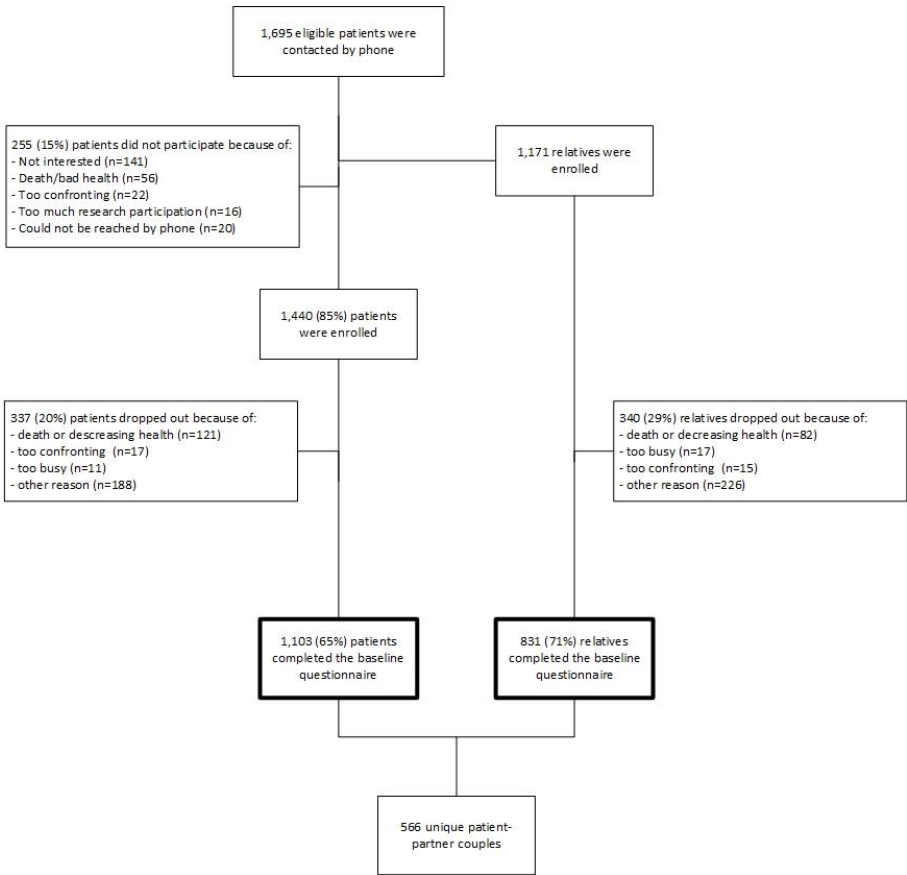 1,695 eligible patients were
contacted by phone
255 (15%) patients did not participate because of:
- Not interested (n=141)
- Death/bad health (n=56)
- Too confronting (n=22)
- Too much research participation (n=16)
- Could not be reached by phone (n=20)
1,171 relatives were
enrolled
1,440 (85%) patients
were enrolled
337 (20%) patients dropped out because of:
- death or descreasing health (n=121)
- too confronting (n=17)
- too busy (n=11)
- other reason (n=188)
340 (29%) relatives dropped out because of:
- death or decreasing health (n=82)
- too busy (n=17)
- too confronting (n=15)
- other reason (n=226)
1,103 (65%) patients
completed the baseline
questionnaire
831 (71%) relatives
completed the baseline
questionnaire
566 unique patient-
partner couples